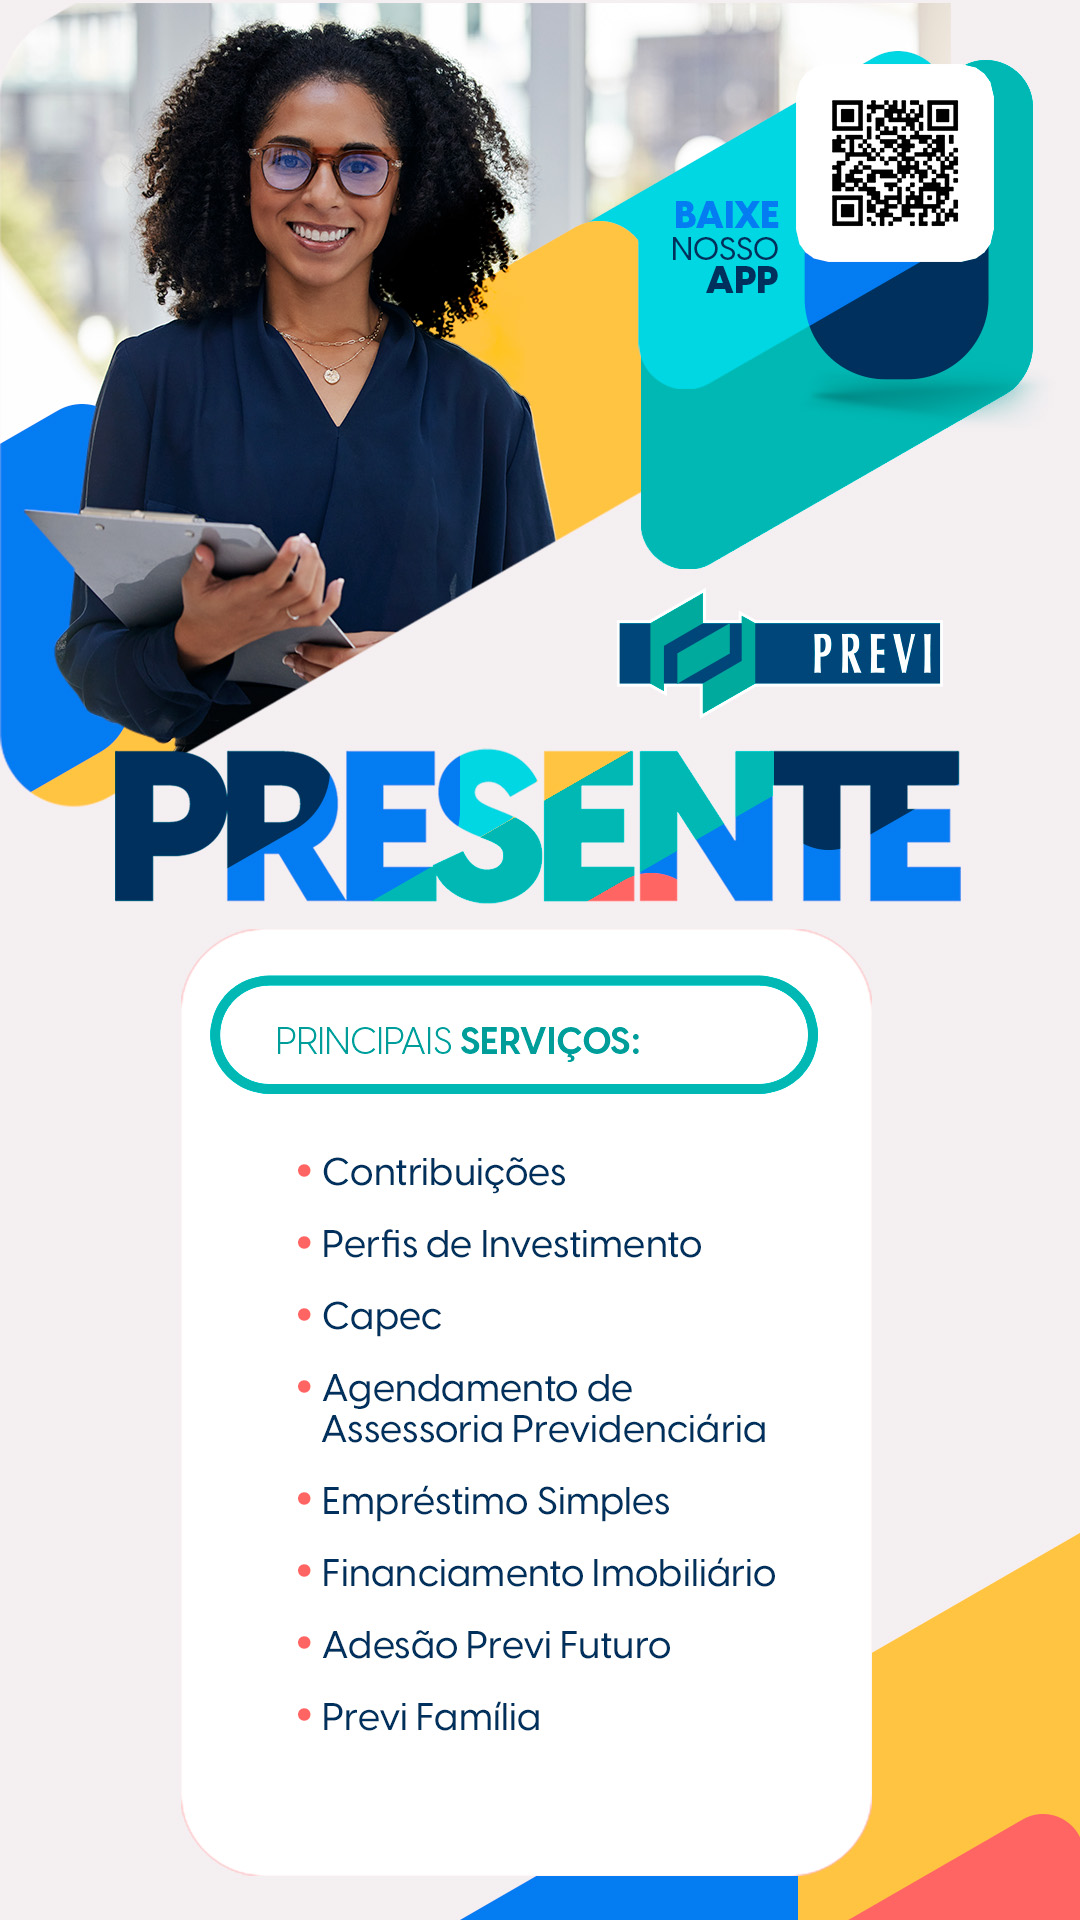 BAIXE
NOSSO
APP
PREVI
PRESENTE
PRINCIPAIS SERVIÇOS:
• Contribuições
• Perfis de Investimento
• Capec
• Agendamento de
Assessoria Previdenciária
• Empréstimo Simples
• Financiamento Imobiliário
• Adesão Previ Futuro
• Previ Família